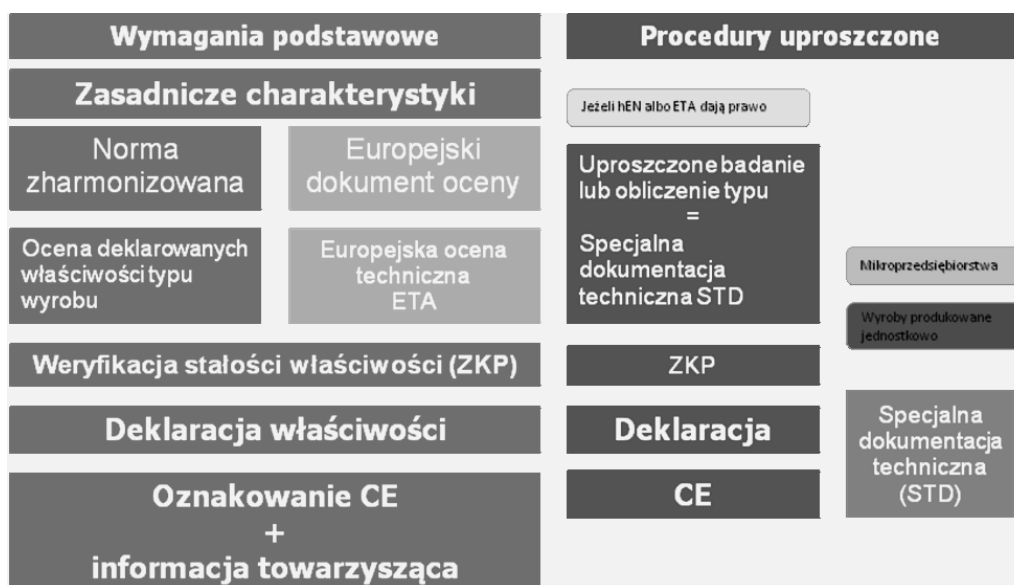 Wymagania podstawowe
Zasadnicze charakterystyki
Norma
zharmonizowana
Europejski
dokument oceny
Ocena deklarowanych
właściwości typu
wyrobu
Europejska ocena
techniczna
ETA
Weryfikacja stałości właściwości (ZKP)
Deklaracja właściwości
Oznakowanie CE
+
informacja towarzysząca
Procedury uproszczone
Jeżeli hEN albo ETA dają prawo
Uproszczone badanie
lub obliczenie typu
=
Specjalna
dokumentacja
techniczna STD
ZKP
Deklaracja
CE
Mikroprzedsiębiorstwa
Wyroby produkowane
jednostkowo
Specjalna
dokumentacja
techniczna
(STD)